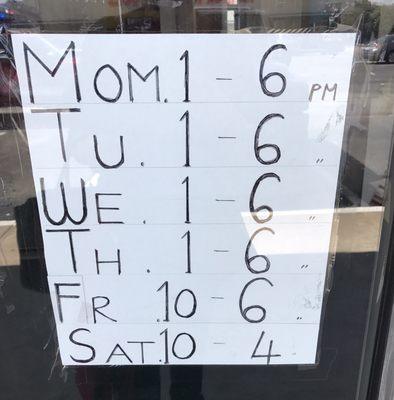 MOM. 1 - 6 PM
TU. 1 - 6 "
WE. 1 - 6 "
TH. 1 - 6 "
FR 10 - 6 "
SAT. 10 - 4